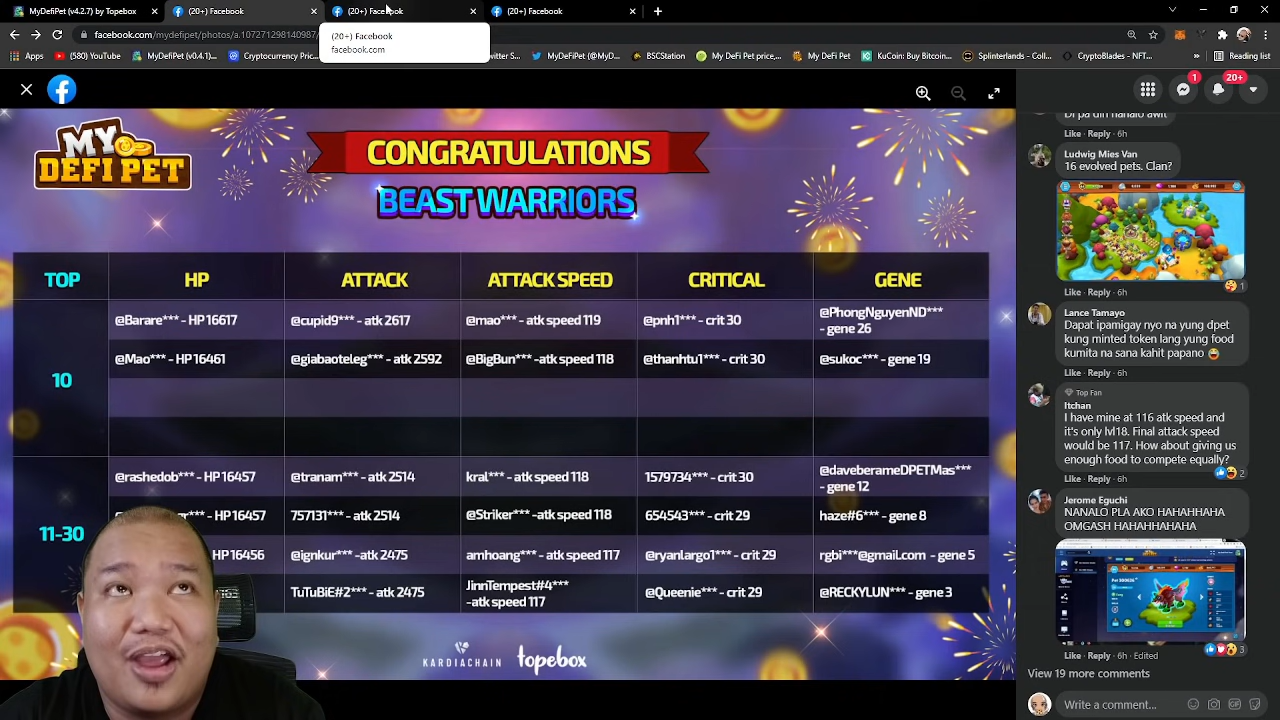 MyDefiPet (v4.2.7) by Topebox
(20+) Facebook
(20+) Facebook
(20+) Facebook
facebook.com/mydefipet/photos/a.107271298140987/
(20+) Facebook
facebook.com
Apps
(580) YouTube
MyDefiPet (v0.4.1)...
Cryptocurrency Pric...
MyDefiPet (@MyD...
BSCStation
My DeFi Pet price,...
My DeFi Pet
KuCoin: Buy Bitcoin...
Splinterlands - Col...
CryptoBlades - Tot...
Reading list
1
20+
MY
DEFI PET
CONGRATULATIONS
BEAST WARRIORS
TOP HP ATTACK ATTACK SPEED CRITICAL GENE
10
@Barare*** - HP 16617
@cupid9*** - atk 2617
@mao*** - atk speed 119
@pnh1*** - crit 30
@PhongNguyenND***
- gene 26
@Mao*** - HP 16461
@giabaoteleg*** - atk 2592
@BigBun*** -atk speed 118
@thanhtu1*** - crit 30
@sukoc*** - gene 19
11-30
@rashedob*** - HP 16457
@tranam*** - atk 2514
kral*** - atk speed 118
1579734*** - crit 30
@daveberameDPETMas***
- gene 12
HP 16457
757131*** - atk 2514
@Striker*** -atk speed 118
654543*** - crit 29
haze#6*** - gene 8
HP 16456
@ignkur*** -atk 2475
amhoang*** - atk speed 117
@ryanlargo1*** - crit 29
rgbi***@gmail.com - gene 5
TuTuBiE#2*** - atk 2475
JinnTempest#4***
-atk speed 117
@Queenie*** - crit 29
@RECKYLUN*** - gene 3
KARDIACHAIN
topebox
Like · Reply · 6h
Ludwig Mies Van
16 evolved pets. Clan?
Like · Reply · 6h
1
Lance Tamayo
Dapat ipamigay nyo na yung dpet
kung minted token lang yung food
kumita na sana kahit papano
Like · Reply · 6h
Top Fan
Itchan
I have mine at 116 atk speed and
it's only lvl18. Final attack speed
would be 117. How about giving us
enough food to compete equally?
2
Like · Reply · 6h
Jerome Eguchi
NANALO PLA AKO HAHAHHAHA
OMGASH HAHAHHAHAHA
Like · Reply · 6h · Edited
3
View 19 more comments
Write a comment...